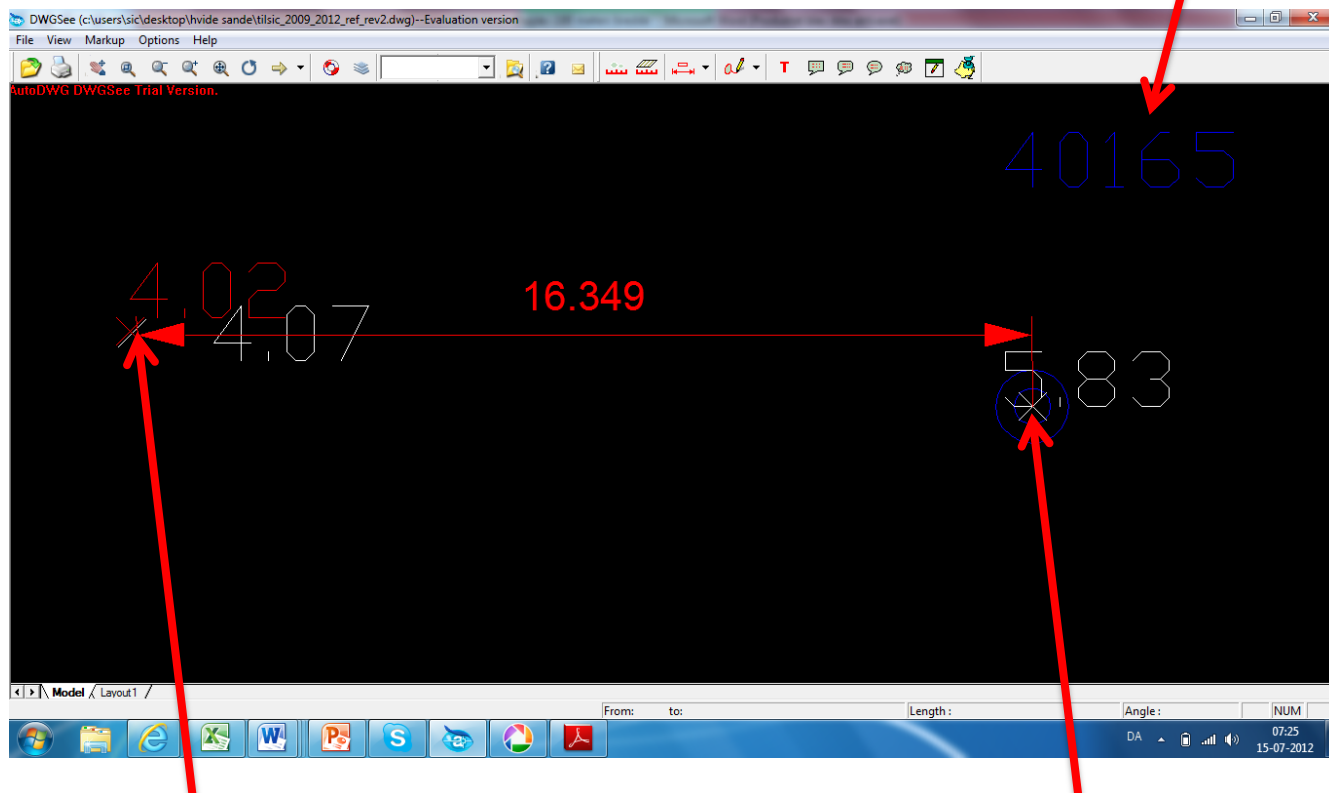 DWGSee (c:\users\sic\desktop\hvide sande\tilsic_2009_2012_ref_rev2.dwg)--Evaluation version
File View Markup Options Help
T
AutoDWG DWGSee Trial Version.
40165
4,02
16.349
4,07
5,83
Model Layout1
From: to: Length : Angle : NUM
DA 07:25
15-07-2012